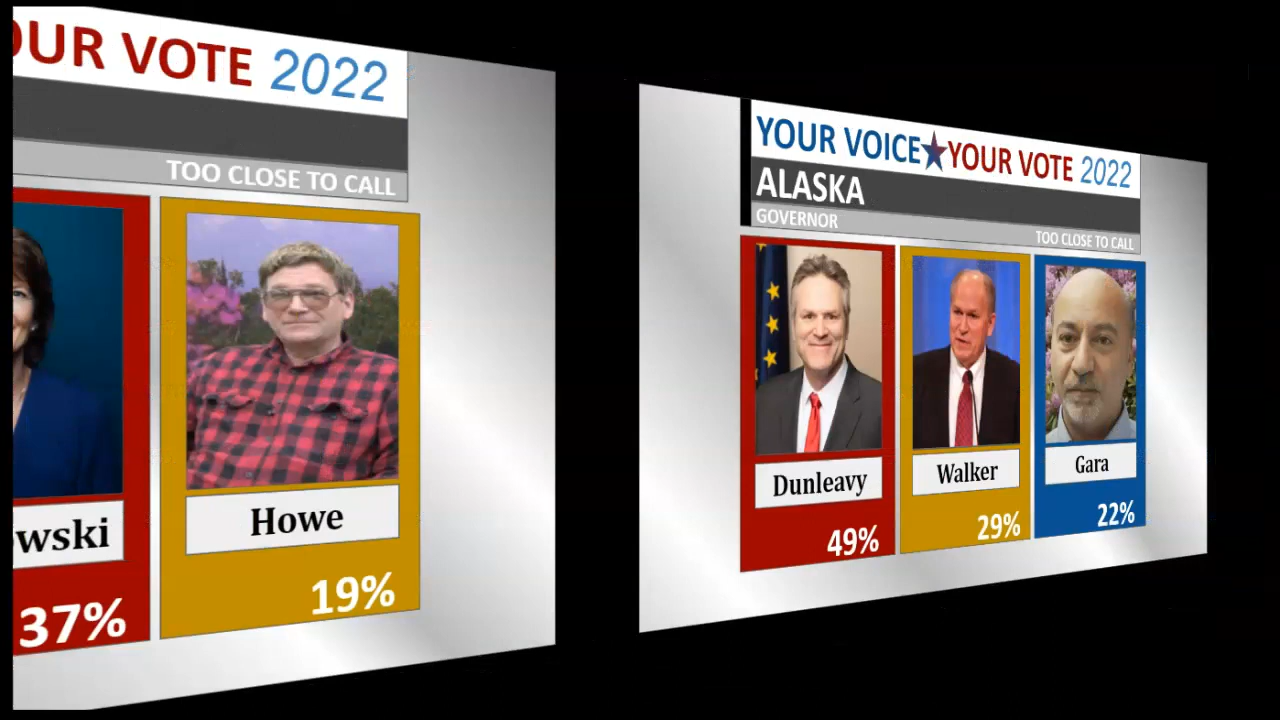 OUR VOTE 2022
TOO CLOSE TO CALL
wski
Howe
37%
19%
YOUR VOICE★YOUR VOTE 2022
ALASKA
GOVERNOR
TOO CLOSE TO CALL
Dunleavy
Walker
Gara
49%
29%
22%